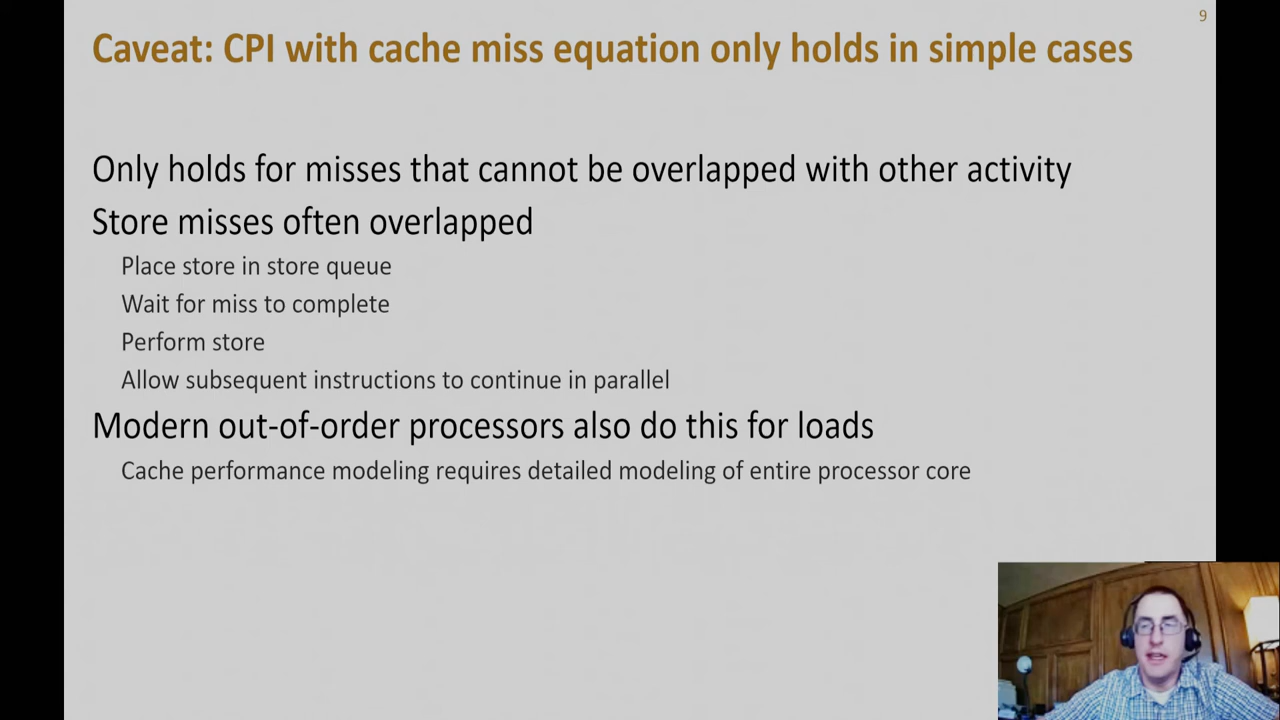 9
Caveat: CPI with cache miss equation only holds in simple cases
Only holds for misses that cannot be overlapped with other activity
Store misses often overlapped
Place store in store queue
Wait for miss to complete
Perform store
Allow subsequent instructions to continue in parallel
Modern out-of-order processors also do this for loads
Cache performance modeling requires detailed modeling of entire processor core